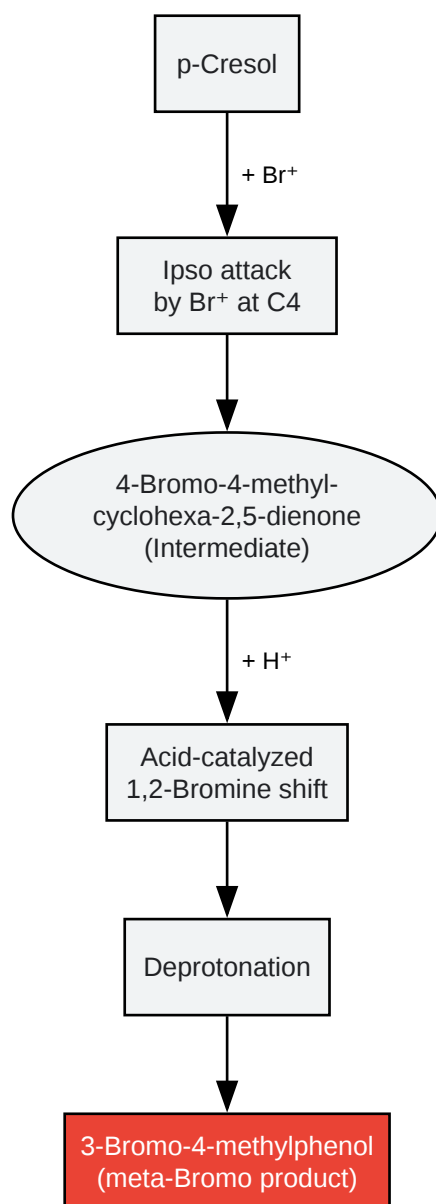 p-Cresol
+ Br⁺
Ipso attack
by Br⁺ at C4
4-Bromo-4-methyl-
cyclohexa-2,5-dienone
(Intermediate)
+ H⁺
Acid-catalyzed
1,2-Bromine shift
Deprotonation
3-Bromo-4-methylphenol
(meta-Bromo product)